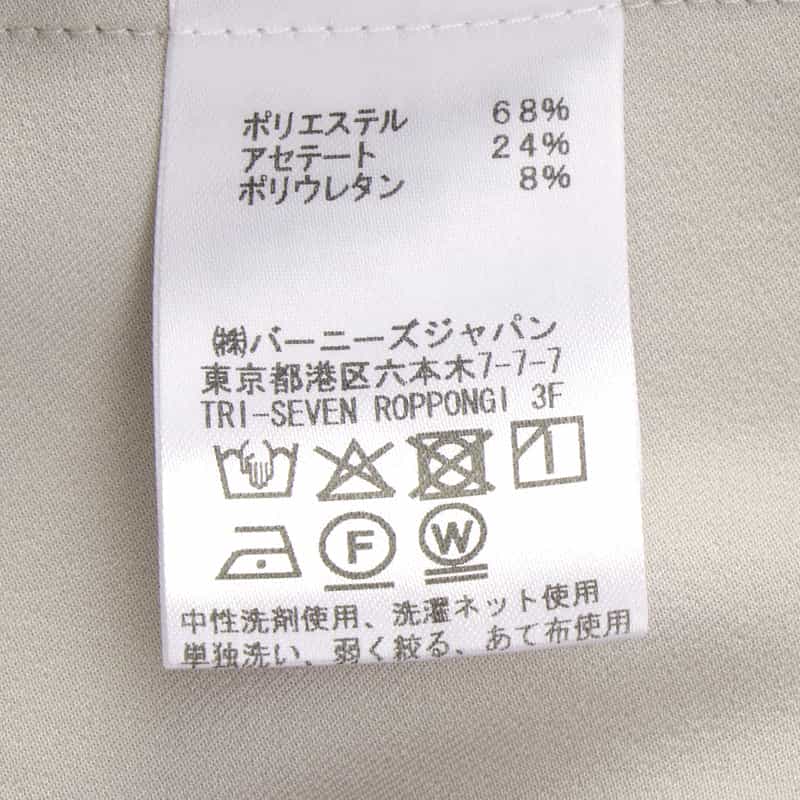 ポリエステル 68%
アセテート 24%
ポリウレタン 8%
㈱バーニーズジャパン
東京都港区六本木7-7-7
TRI-SEVEN ROPPONGI 3F
F W
中性洗剤使用、洗濯ネット使用
単独洗い、弱く絞る、あて布使用